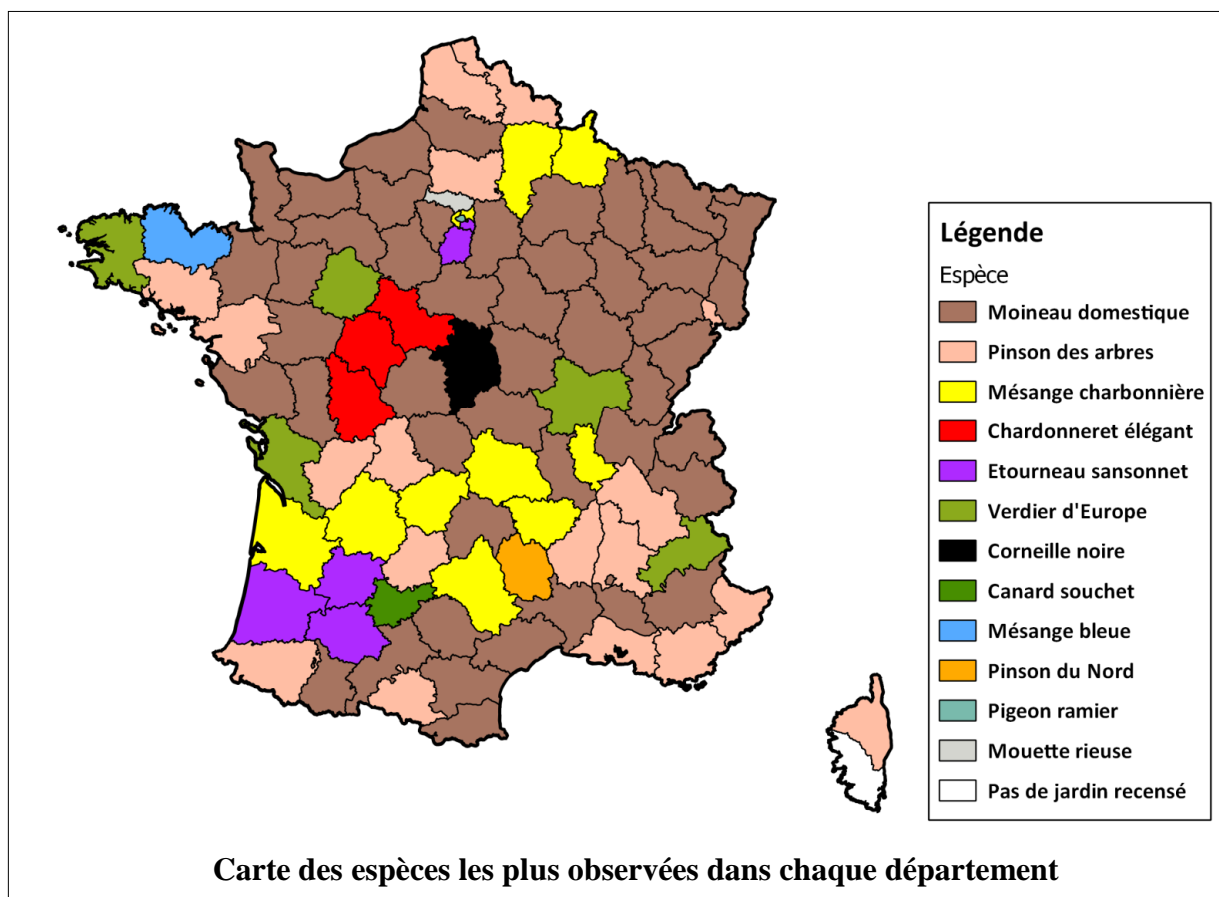 Légende
Espèce
Moineau domestique
Pinson des arbres
Mésange charbonnière
Chardonneret élégant
Etourneau sansonnet
Verdier d'Europe
Corneille noire
Canard souchet
Mésange bleue
Pinson du Nord
Pigeon ramier
Mouette rieuse
Pas de jardin recensé
Carte des espèces les plus observées dans chaque département